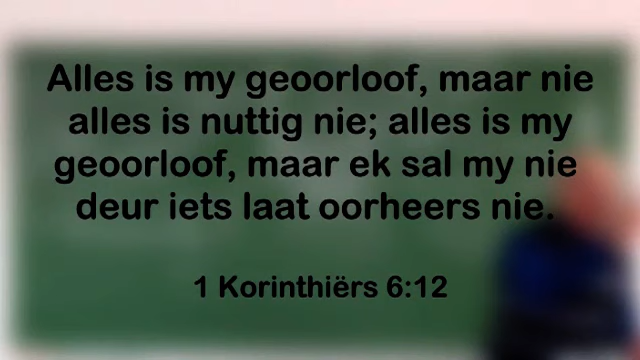 Alles is my geoorloof, maar nie
alles is nuttig nie; alles is my
geoorloof, maar ek sal my nie
deur iets laat oorheers nie.
1 Korinthiërs 6:12